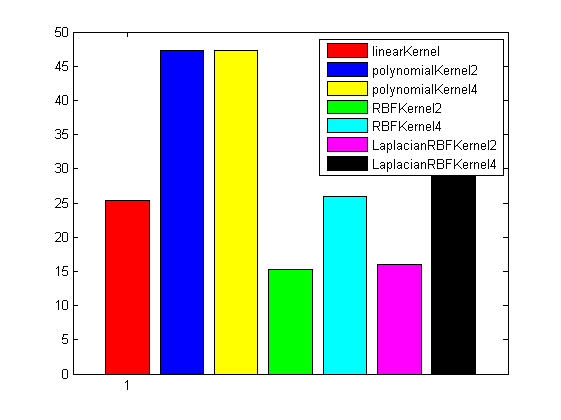 50
45
40
35
30
25
20
15
10
5
0
1
linearKernel
polynomialKernel2
polynomialKernel4
RBFKernel2
RBFKernel4
LaplacianRBFKernel2
LaplacianRBFKernel4